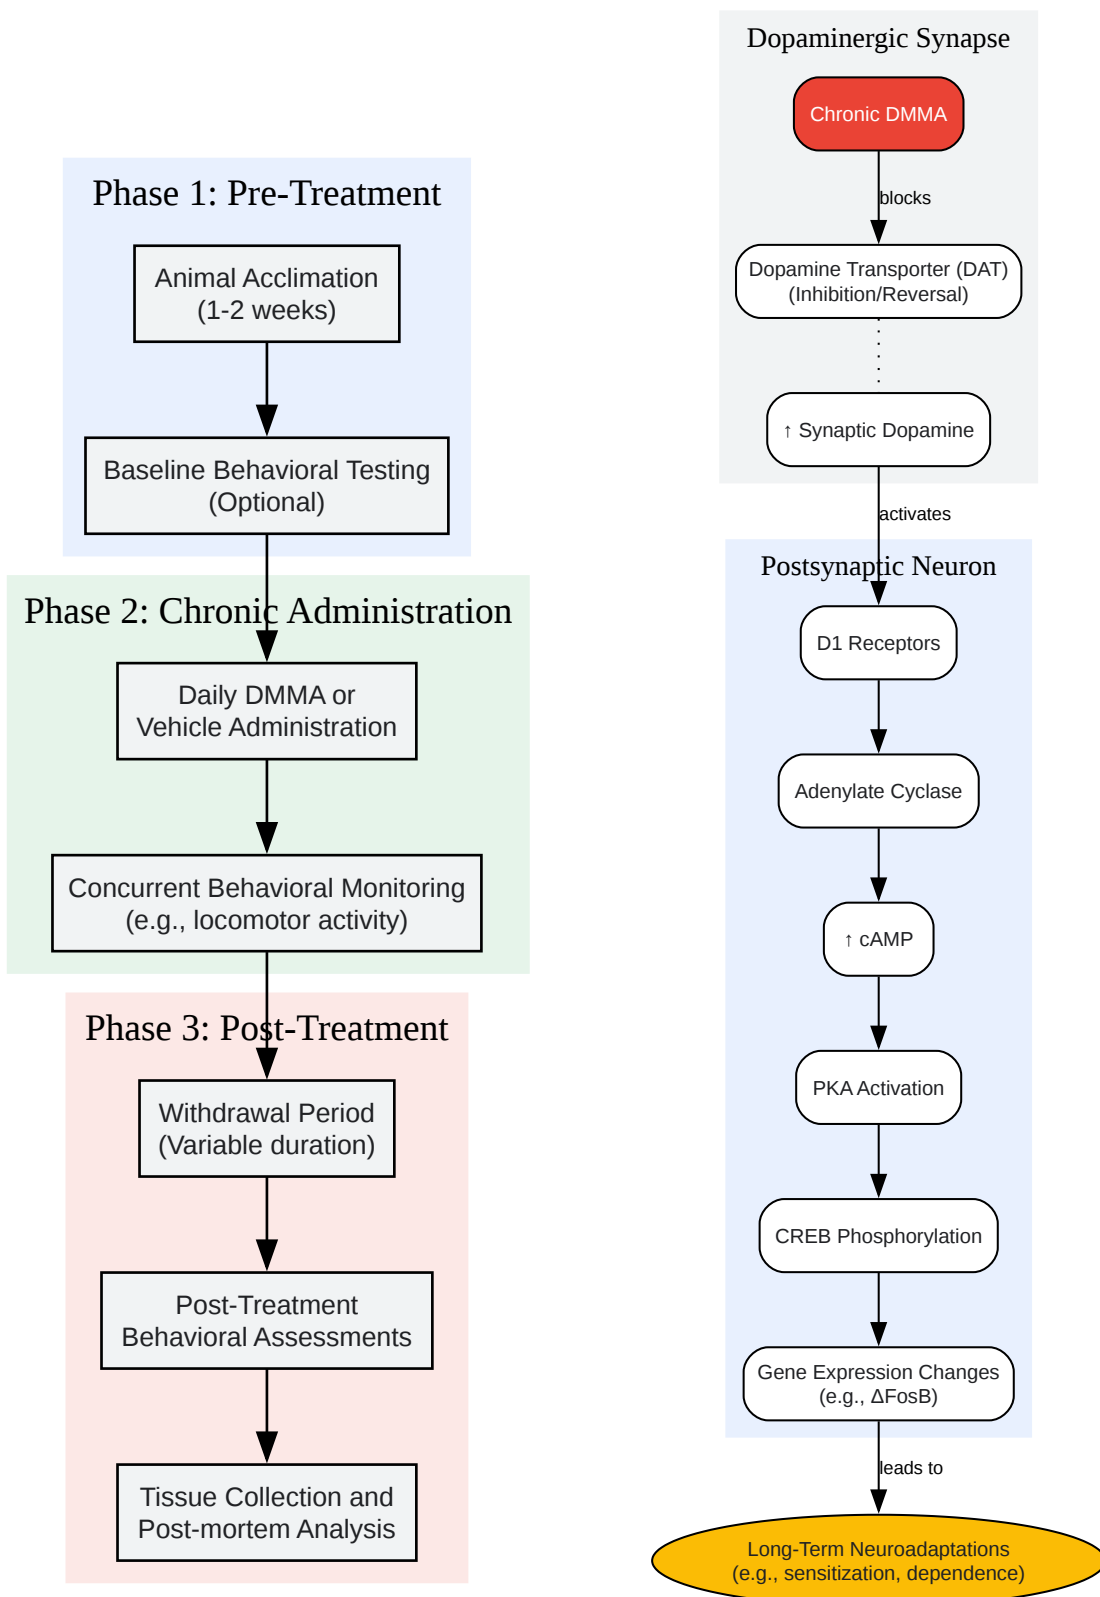 Phase 1: Pre-Treatment
Animal Acclimation
(1-2 weeks)
Baseline Behavioral Testing
(Optional)
Phase 2: Chronic Administration
Daily DMMA or
Vehicle Administration
Concurrent Behavioral Monitoring
(e.g., locomotor activity)
Phase 3: Post-Treatment
Withdrawal Period
(Variable duration)
Post-Treatment
Behavioral Assessments
Tissue Collection and
Post-mortem Analysis
Dopaminergic Synapse
Chronic DMMA
blocks
Dopamine Transporter (DAT)
(Inhibition/Reversal)
↑ Synaptic Dopamine
activates
Postsynaptic Neuron
D1 Receptors
Adenylate Cyclase
↑ cAMP
PKA Activation
CREB Phosphorylation
Gene Expression Changes
(e.g., ΔFosB)
leads to
Long-Term Neuroadaptations
(e.g., sensitization, dependence)